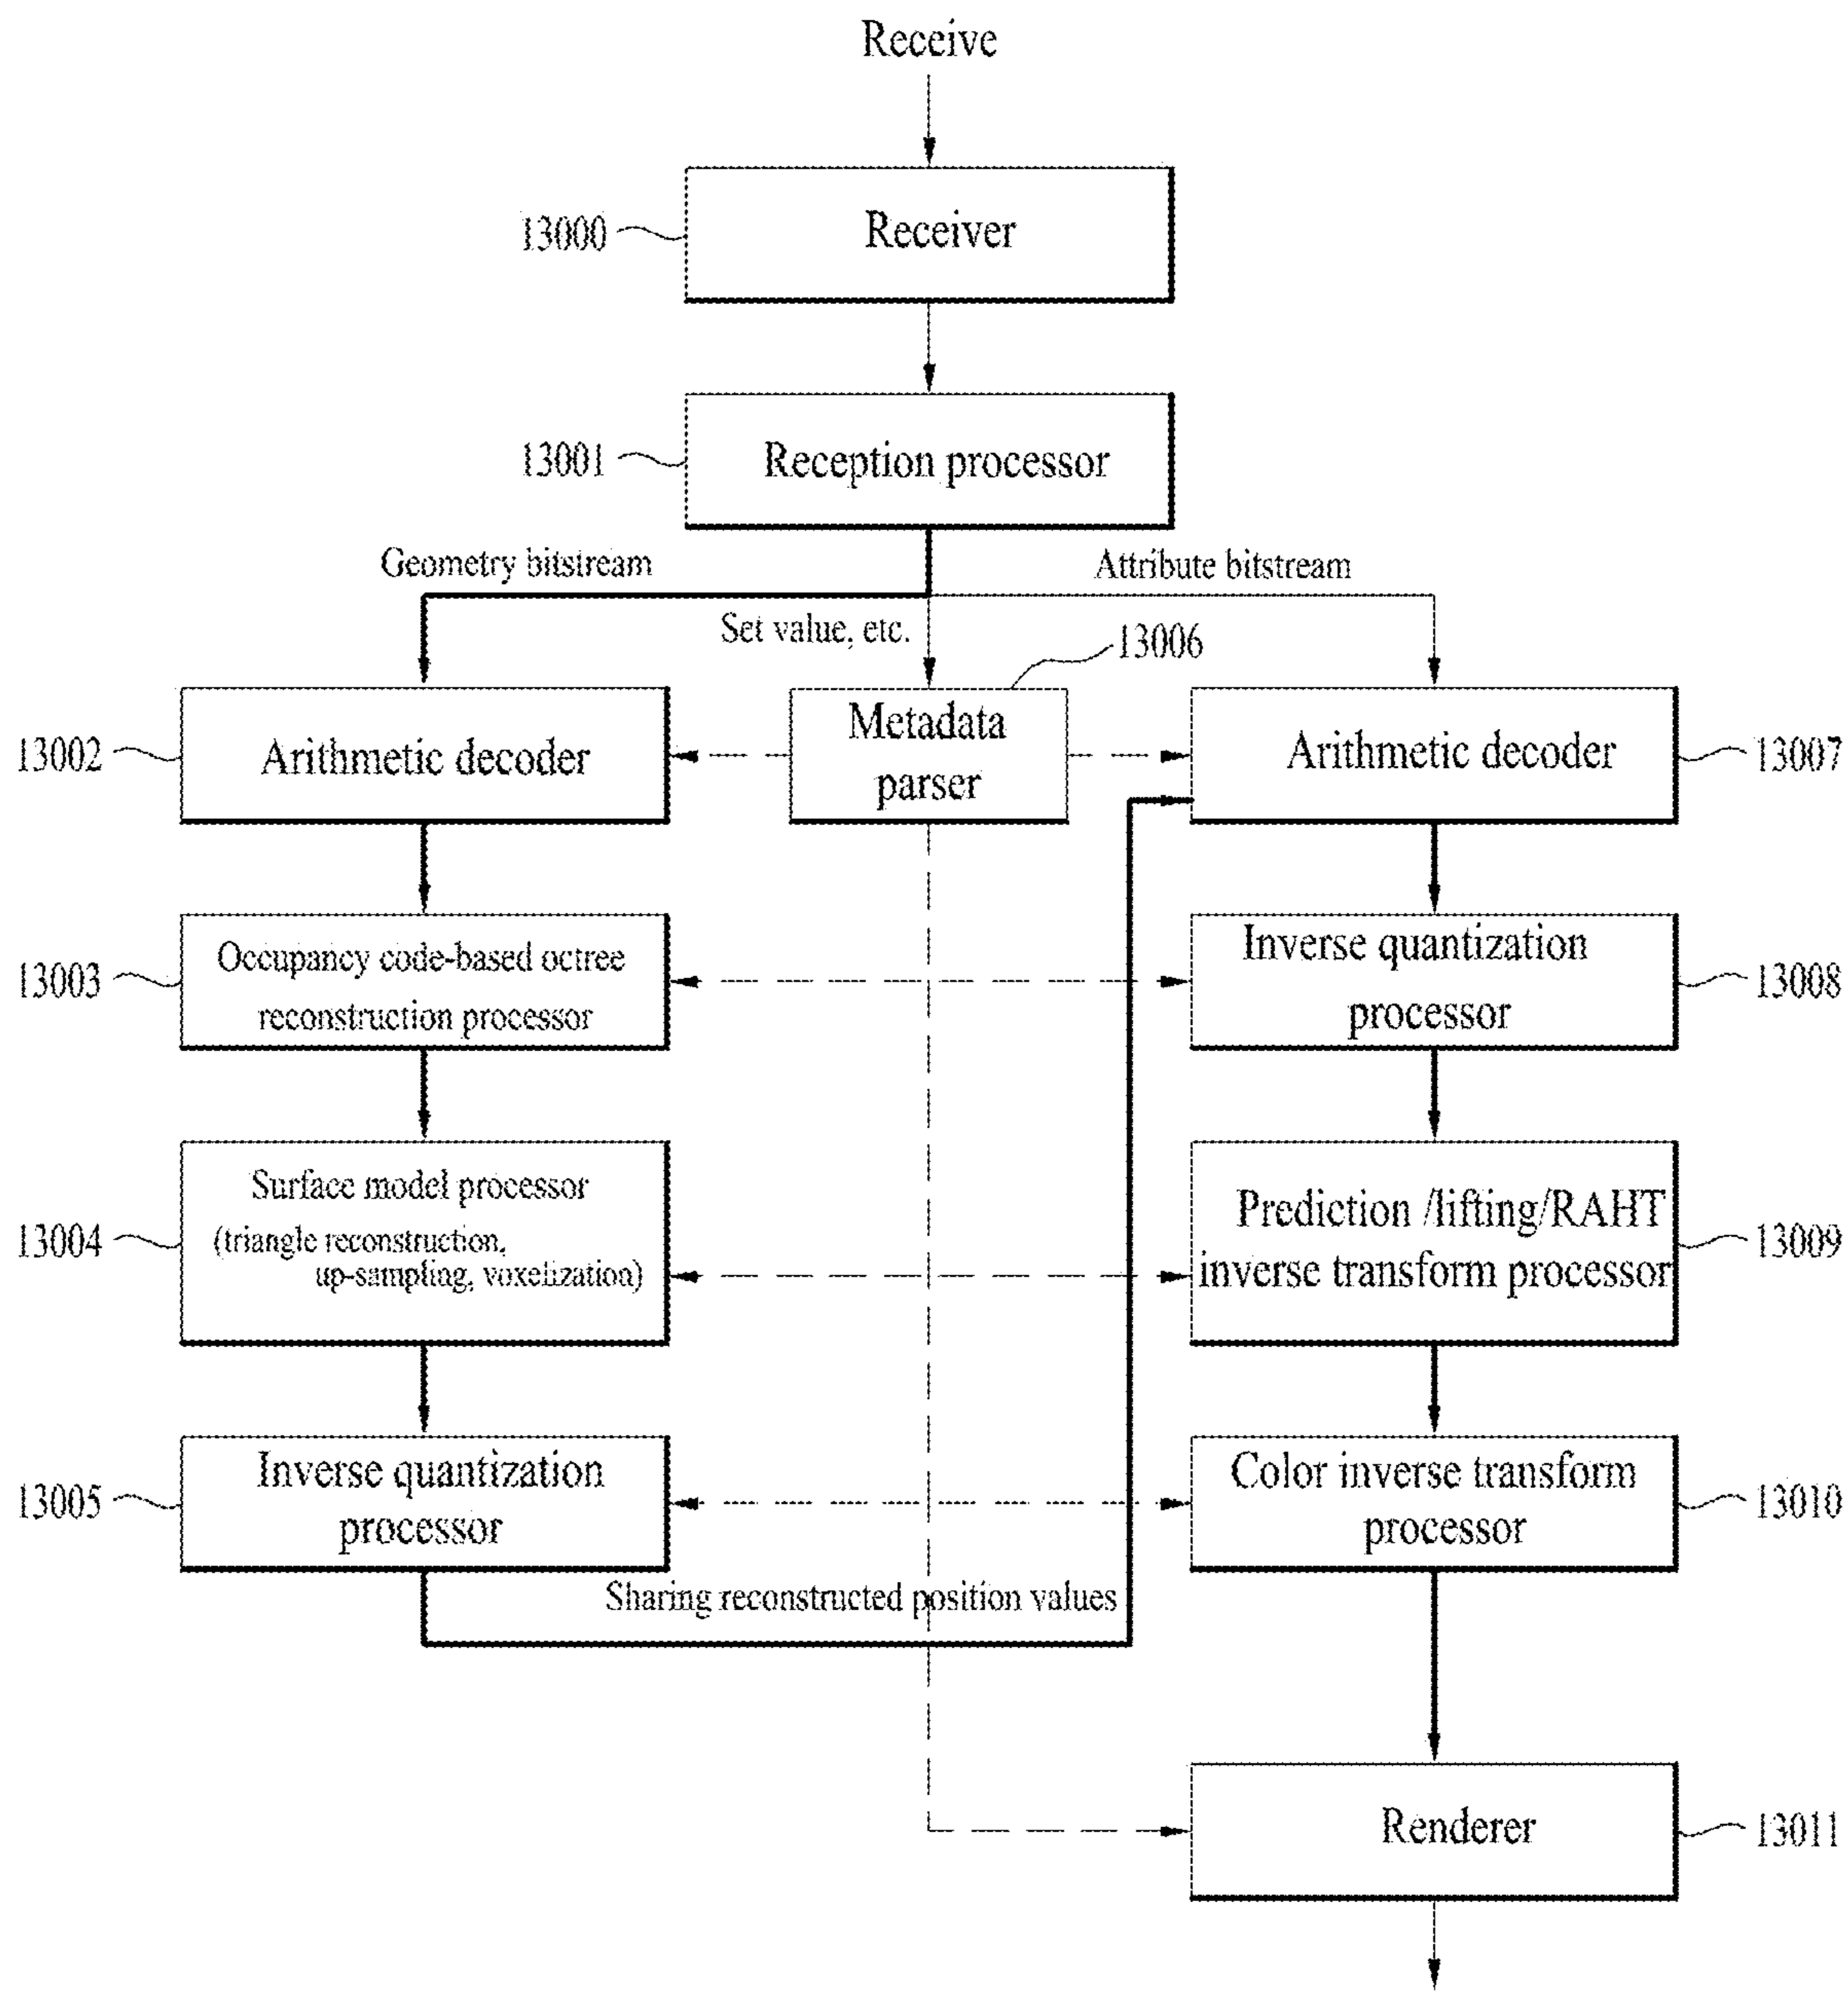 Receive
13000
Receiver
13001
Reception processor
Geometry bitstream
Attribute bitstream
Set value, etc.
13006
13002
Arithmetic decoder
Metadata
parser
Arithmetic decoder
13007
13003
Occupancy code-based octree
reconstruction processor
Inverse quantization
processor
13008
13004
Surface model processor
(triangle reconstruction,
up-sampling, voxelization)
Prediction /lifting/RAHT
inverse transform processor
13009
13005
Inverse quantization
processor
Color inverse transform
processor
13010
Sharing reconstructed position values
Renderer
13011